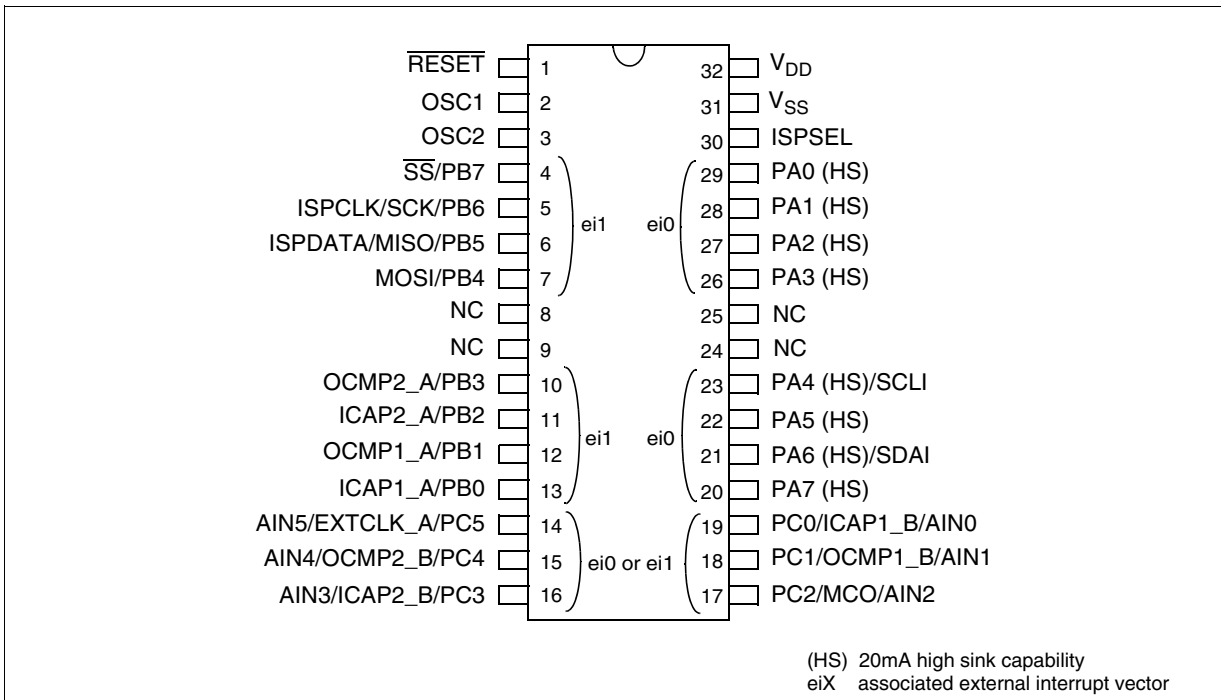 RESET 1 32 VDD
OSC1 2 31 VSS
OSC2 3 30 ISPSEL
SS/PB7 4 29 PA0 (HS)
ISPCLK/SCK/PB6 5 28 PA1 (HS)
ei1 ei0
ISPDATA/MISO/PB5 6 27 PA2 (HS)
MOSI/PB4 7 26 PA3 (HS)
NC 8 25 NC
NC 9 24 NC
OCMP2_A/PB3 10 23 PA4 (HS)/SCLI
ICAP2_A/PB2 11 22 PA5 (HS)
ei1 ei0
OCMP1_A/PB1 12 21 PA6 (HS)/SDAI
ICAP1_A/PB0 13 20 PA7 (HS)
AIN5/EXTCLK_A/PC5 14 19 PC0/ICAP1_B/AIN0
AIN4/OCMP2_B/PC4 15 ei0 or ei1 18 PC1/OCMP1_B/AIN1
AIN3/ICAP2_B/PC3 16 17 PC2/MCO/AIN2
(HS) 20mA high sink capability
eiX associated external interrupt vector